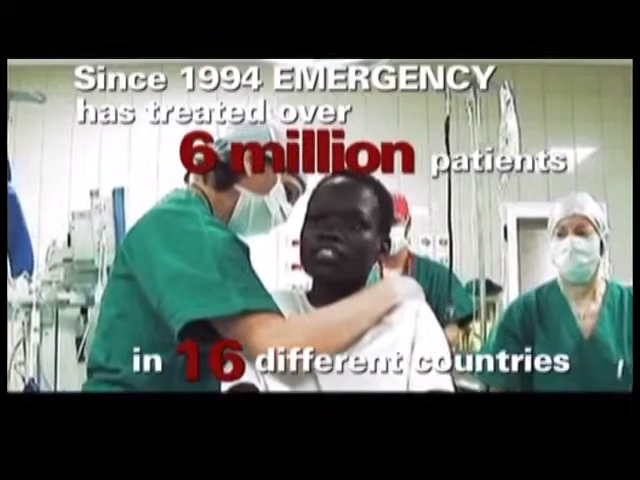 Since 1994 EMERGENCY
has treated over
6 million patients
in 16 different countries